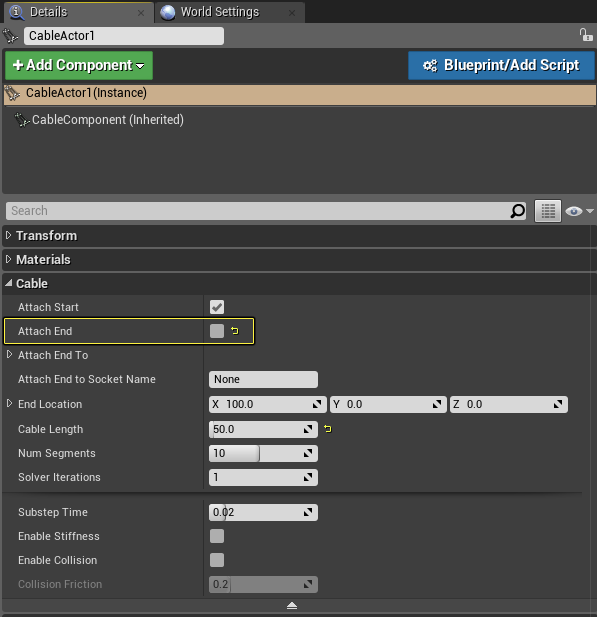 Details
World Settings
CableActor1
+Add Component
Blueprint/Add Script
CableActor1(Instance)
CableComponent (Inherited)
Search
Transform
Materials
Cable
Attach Start
Attach End
Attach End To
Attach End to Socket Name None
End Location X 100.0 Y 0.0 Z 0.0
Cable Length 50.0
Num Segments 10
Solver Iterations 1
Substep Time 0.02
Enable Stiffness
Enable Collision
Collision Friction 0.2